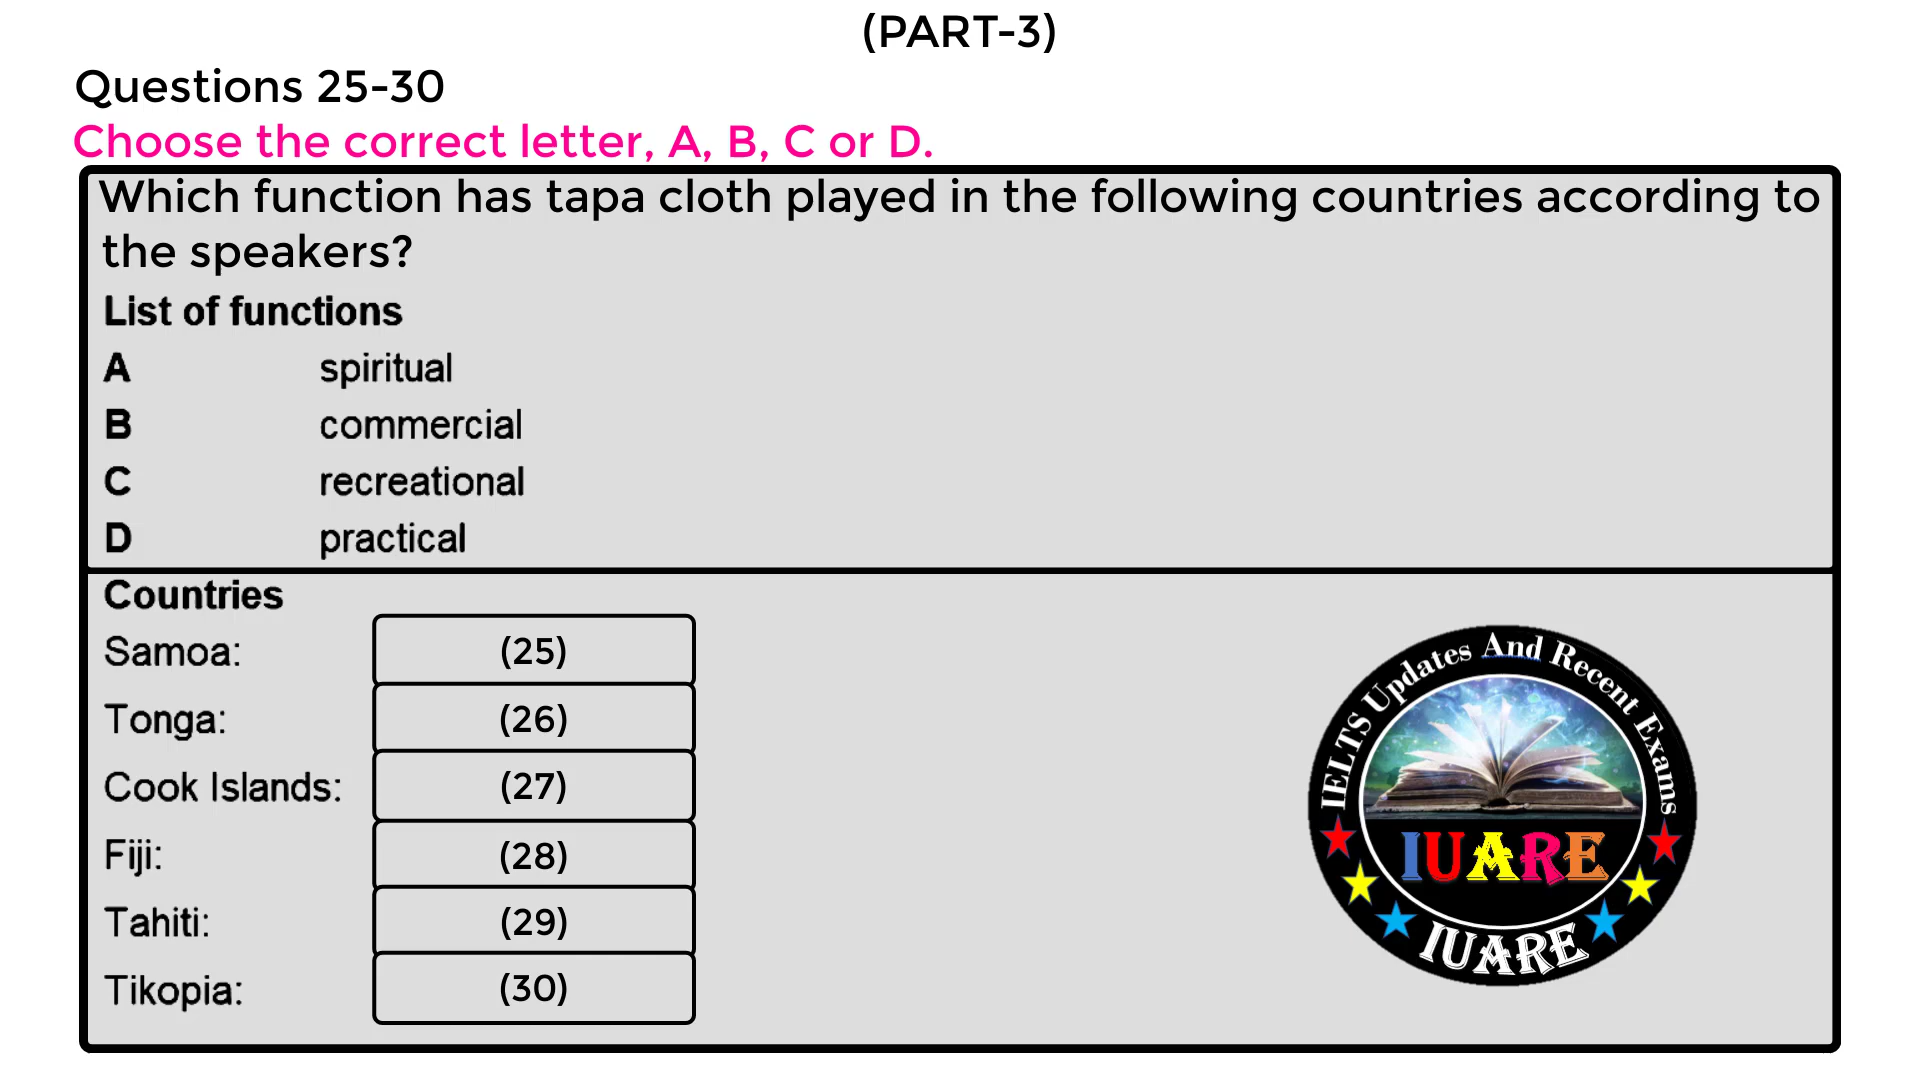 (PART-3)
Questions 25-30
Choose the correct letter, A, B, C or D.
Which function has tapa cloth played in the following countries according to
the speakers?
List of functions
A spiritual
B commercial
C recreational
D practical
Countries
Samoa: (25)
Tonga: (26)
Cook Islands: (27)
Fiji: (28)
Tahiti: (29)
Tikopia: (30)
IELTS Updates And Recent Exams
IUARE
IUARE